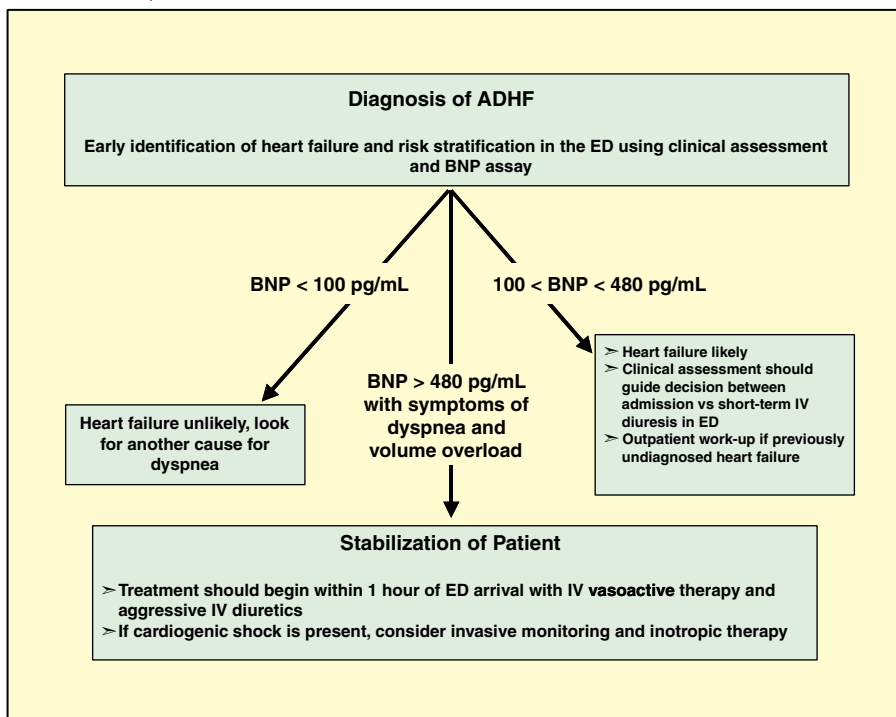 Diagnosis of ADHF
Early identification of heart failure and risk stratification in the ED using clinical assessment
and BNP assay
BNP < 100 pg/mL
100 < BNP < 480 pg/mL
BNP > 480 pg/mL
with symptoms of
dyspnea and
volume overload
Heart failure unlikely, look
for another cause for
dyspnea
➣ Heart failure likely
➣ Clinical assessment should
guide decision between
admission vs short-term IV
diuresis in ED
➣ Outpatient work-up if previously
undiagnosed heart failure
Stabilization of Patient
➣ Treatment should begin within 1 hour of ED arrival with IV vasoactive therapy and
aggressive IV diuretics
➣ If cardiogenic shock is present, consider invasive monitoring and inotropic therapy